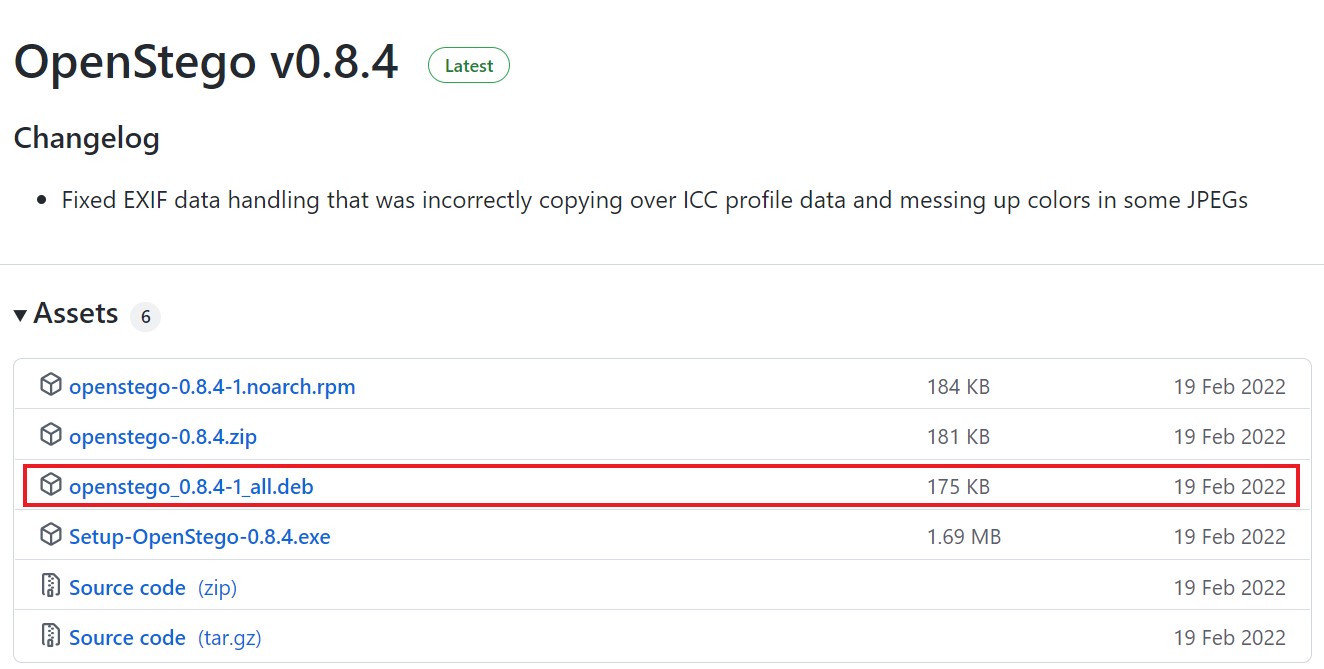 OpenStego v0.8.4 Latest
Changelog
• Fixed EXIF data handling that was incorrectly copying over ICC profile data and messing up colors in some JPEGs
Assets 6
openstego-0.8.4-1.noarch.rpm 184 KB 19 Feb 2022
openstego-0.8.4.zip 181 KB 19 Feb 2022
openstego_0.8.4-1_all.deb 175 KB 19 Feb 2022
Setup-OpenStego-0.8.4.exe 1.69 MB 19 Feb 2022
Source code (zip) 19 Feb 2022
Source code (tar.gz) 19 Feb 2022